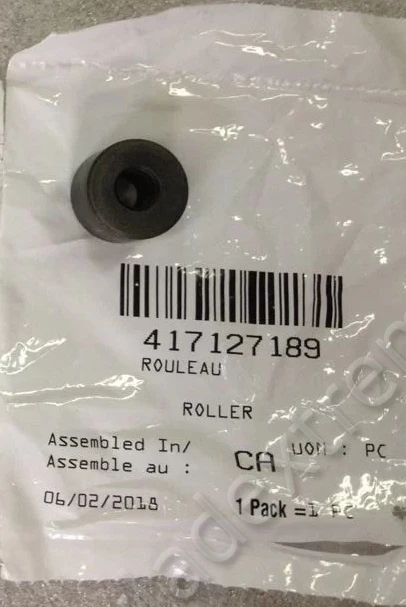 417127189
ROULEAU
ROLLER
Assembled In/ CA UOM : PC
Assemble au :
06/02/2018 1 Pack =1 PC